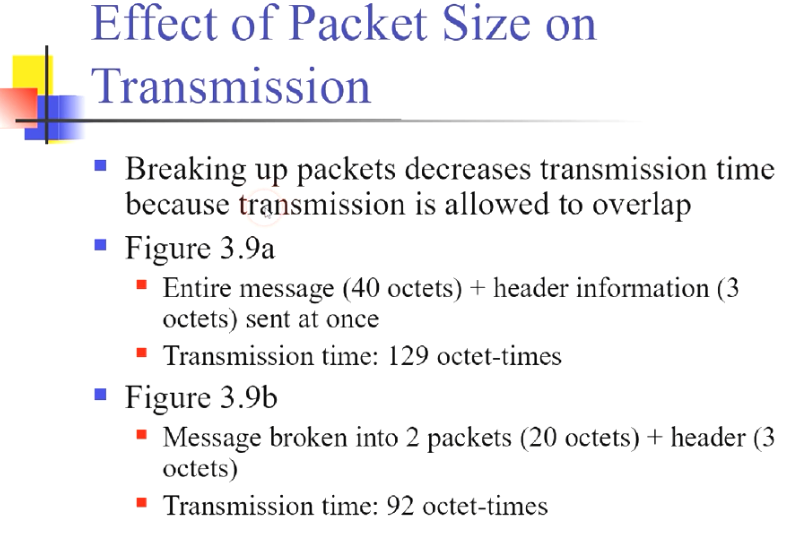 Effect of Packet Size on
Transmission
Breaking up packets decreases transmission time
because transmission is allowed to overlap
Figure 3.9a
Entire message (40 octets) + header information (3
octets) sent at once
Transmission time: 129 octet-times
Figure 3.9b
Message broken into 2 packets (20 octets) + header (3
octets)
Transmission time: 92 octet-times